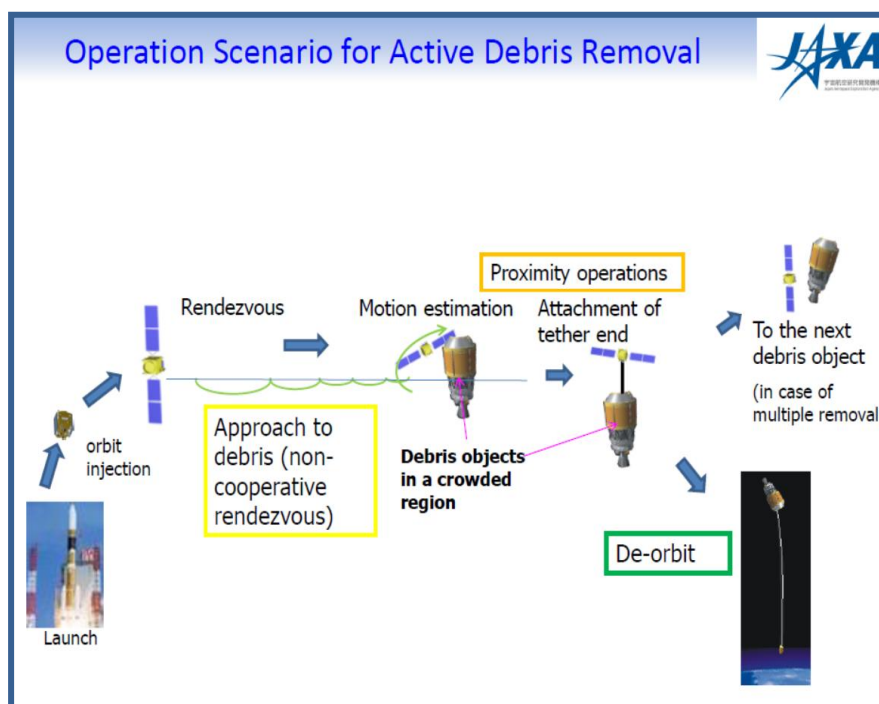 Operation Scenario for Active Debris Removal
JAXA
Proximity operations
Rendezvous
Motion estimation
Attachment of
tether end
To the next
debris object
(in case of
multiple removal
orbit
injection
Approach to
debris (non-
cooperative
rendezvous)
Debris objects
in a crowded
region
De-orbit
Launch